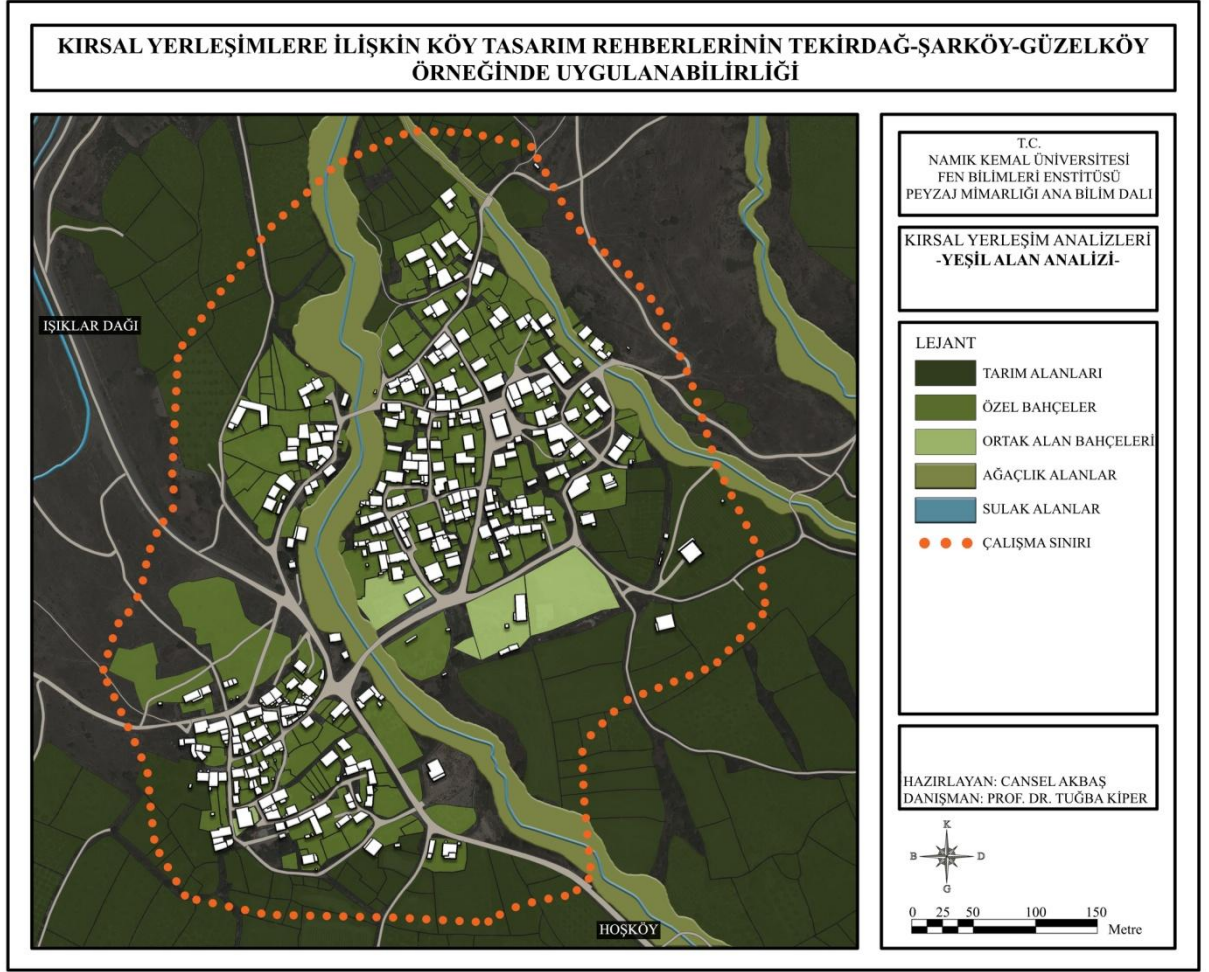 KIRSAL YERLEŞİMLERE İLİŞKİN KÖY TASARIM REHBERLERİNİN TEKİRDAĞ-ŞARKÖY-GÜZELKÖY
ÖRNEĞİNDE UYGULANABİLİRLİĞİ
IŞIKLAR DAĞI
HOŞKÖY
T.C.
NAMIK KEMAL ÜNİVERSİTESİ
FEN BİLİMLERİ ENSTİTÜSÜ
PEYZAJ MİMARLIĞI ANA BİLİM DALI
KIRSAL YERLEŞİM ANALİZLERİ
-YEŞİL ALAN ANALİZİ-
LEJANT
TARIM ALANLARI
ÖZEL BAHÇELER
ORTAK ALAN BAHÇELERİ
AĞAÇLIK ALANLAR
SULAK ALANLAR
ÇALIŞMA SINIRI
HAZIRLAYAN: CANSEL AKBAŞ
DANIŞMAN: PROF. DR. TUĞBA KİPER
K
B D
G
0 25 50 100 150
Metre